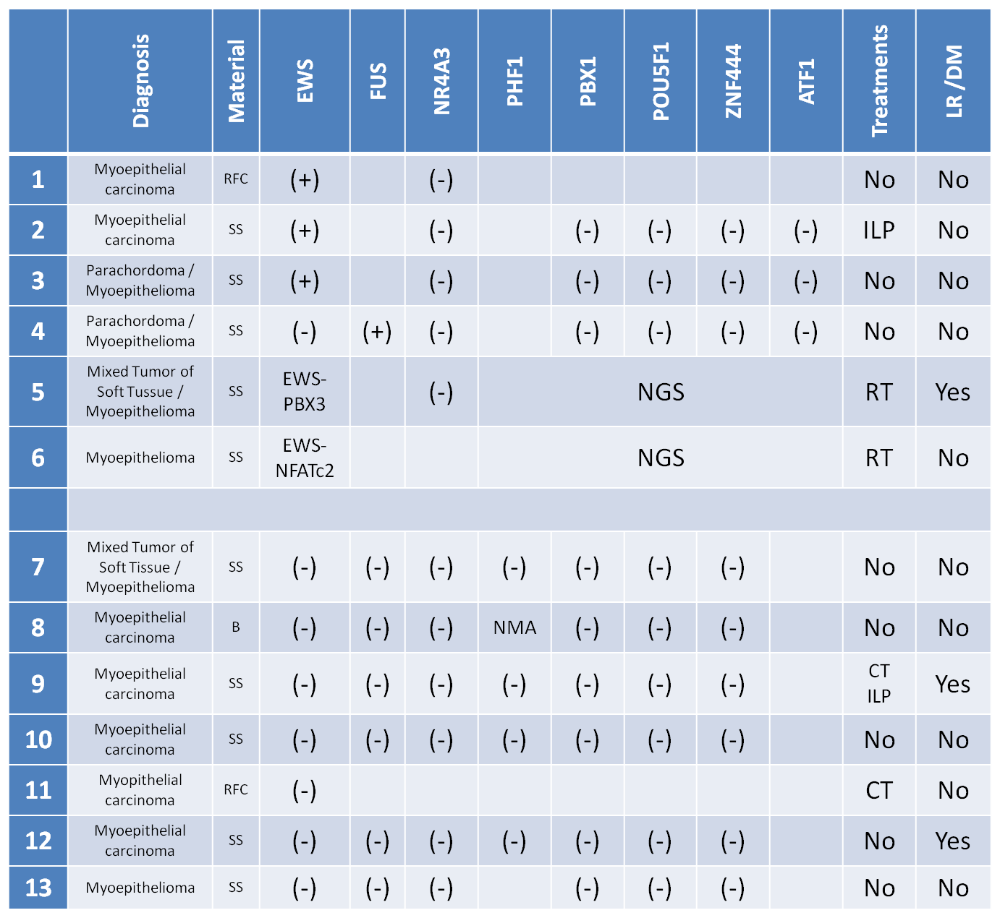 Diagnosis Material EWS FUS NR4A3 PHF1 PBX1 POU5F1 ZNF444 ATF1 Treatments LR /DM
1 Myoepithelial carcinoma RFC (+) (-) No No
2 Myoepithelial carcinoma SS (+) (-) (-) (-) (-) (-) ILP No
3 Parachordoma / Myoepithelioma SS (+) (-) (-) (-) (-) (-) No No
4 Parachordoma / Myoepithelioma SS (-) (+) (-) (-) (-) (-) (-) No No
5 Mixed Tumor of Soft Tussue / Myoepithelioma SS EWS-PBX3 (-) NGS RT Yes
6 Myoepithelioma SS EWS-NFATc2 NGS RT No
7 Mixed Tumor of Soft Tissue / Myoepithelioma SS (-) (-) (-) (-) (-) (-) (-) No No
8 Myoepithelial carcinoma B (-) (-) (-) NMA (-) (-) (-) No No
9 Myoepithelial carcinoma SS (-) (-) (-) (-) (-) (-) (-) CT ILP Yes
10 Myoepithelial carcinoma SS (-) (-) (-) (-) (-) (-) (-) No No
11 Myopithelial carcinoma RFC (-) CT No
12 Myoepithelial carcinoma SS (-) (-) (-) (-) (-) (-) (-) No Yes
13 Myoepithelioma SS (-) (-) (-) (-) (-) (-) No No